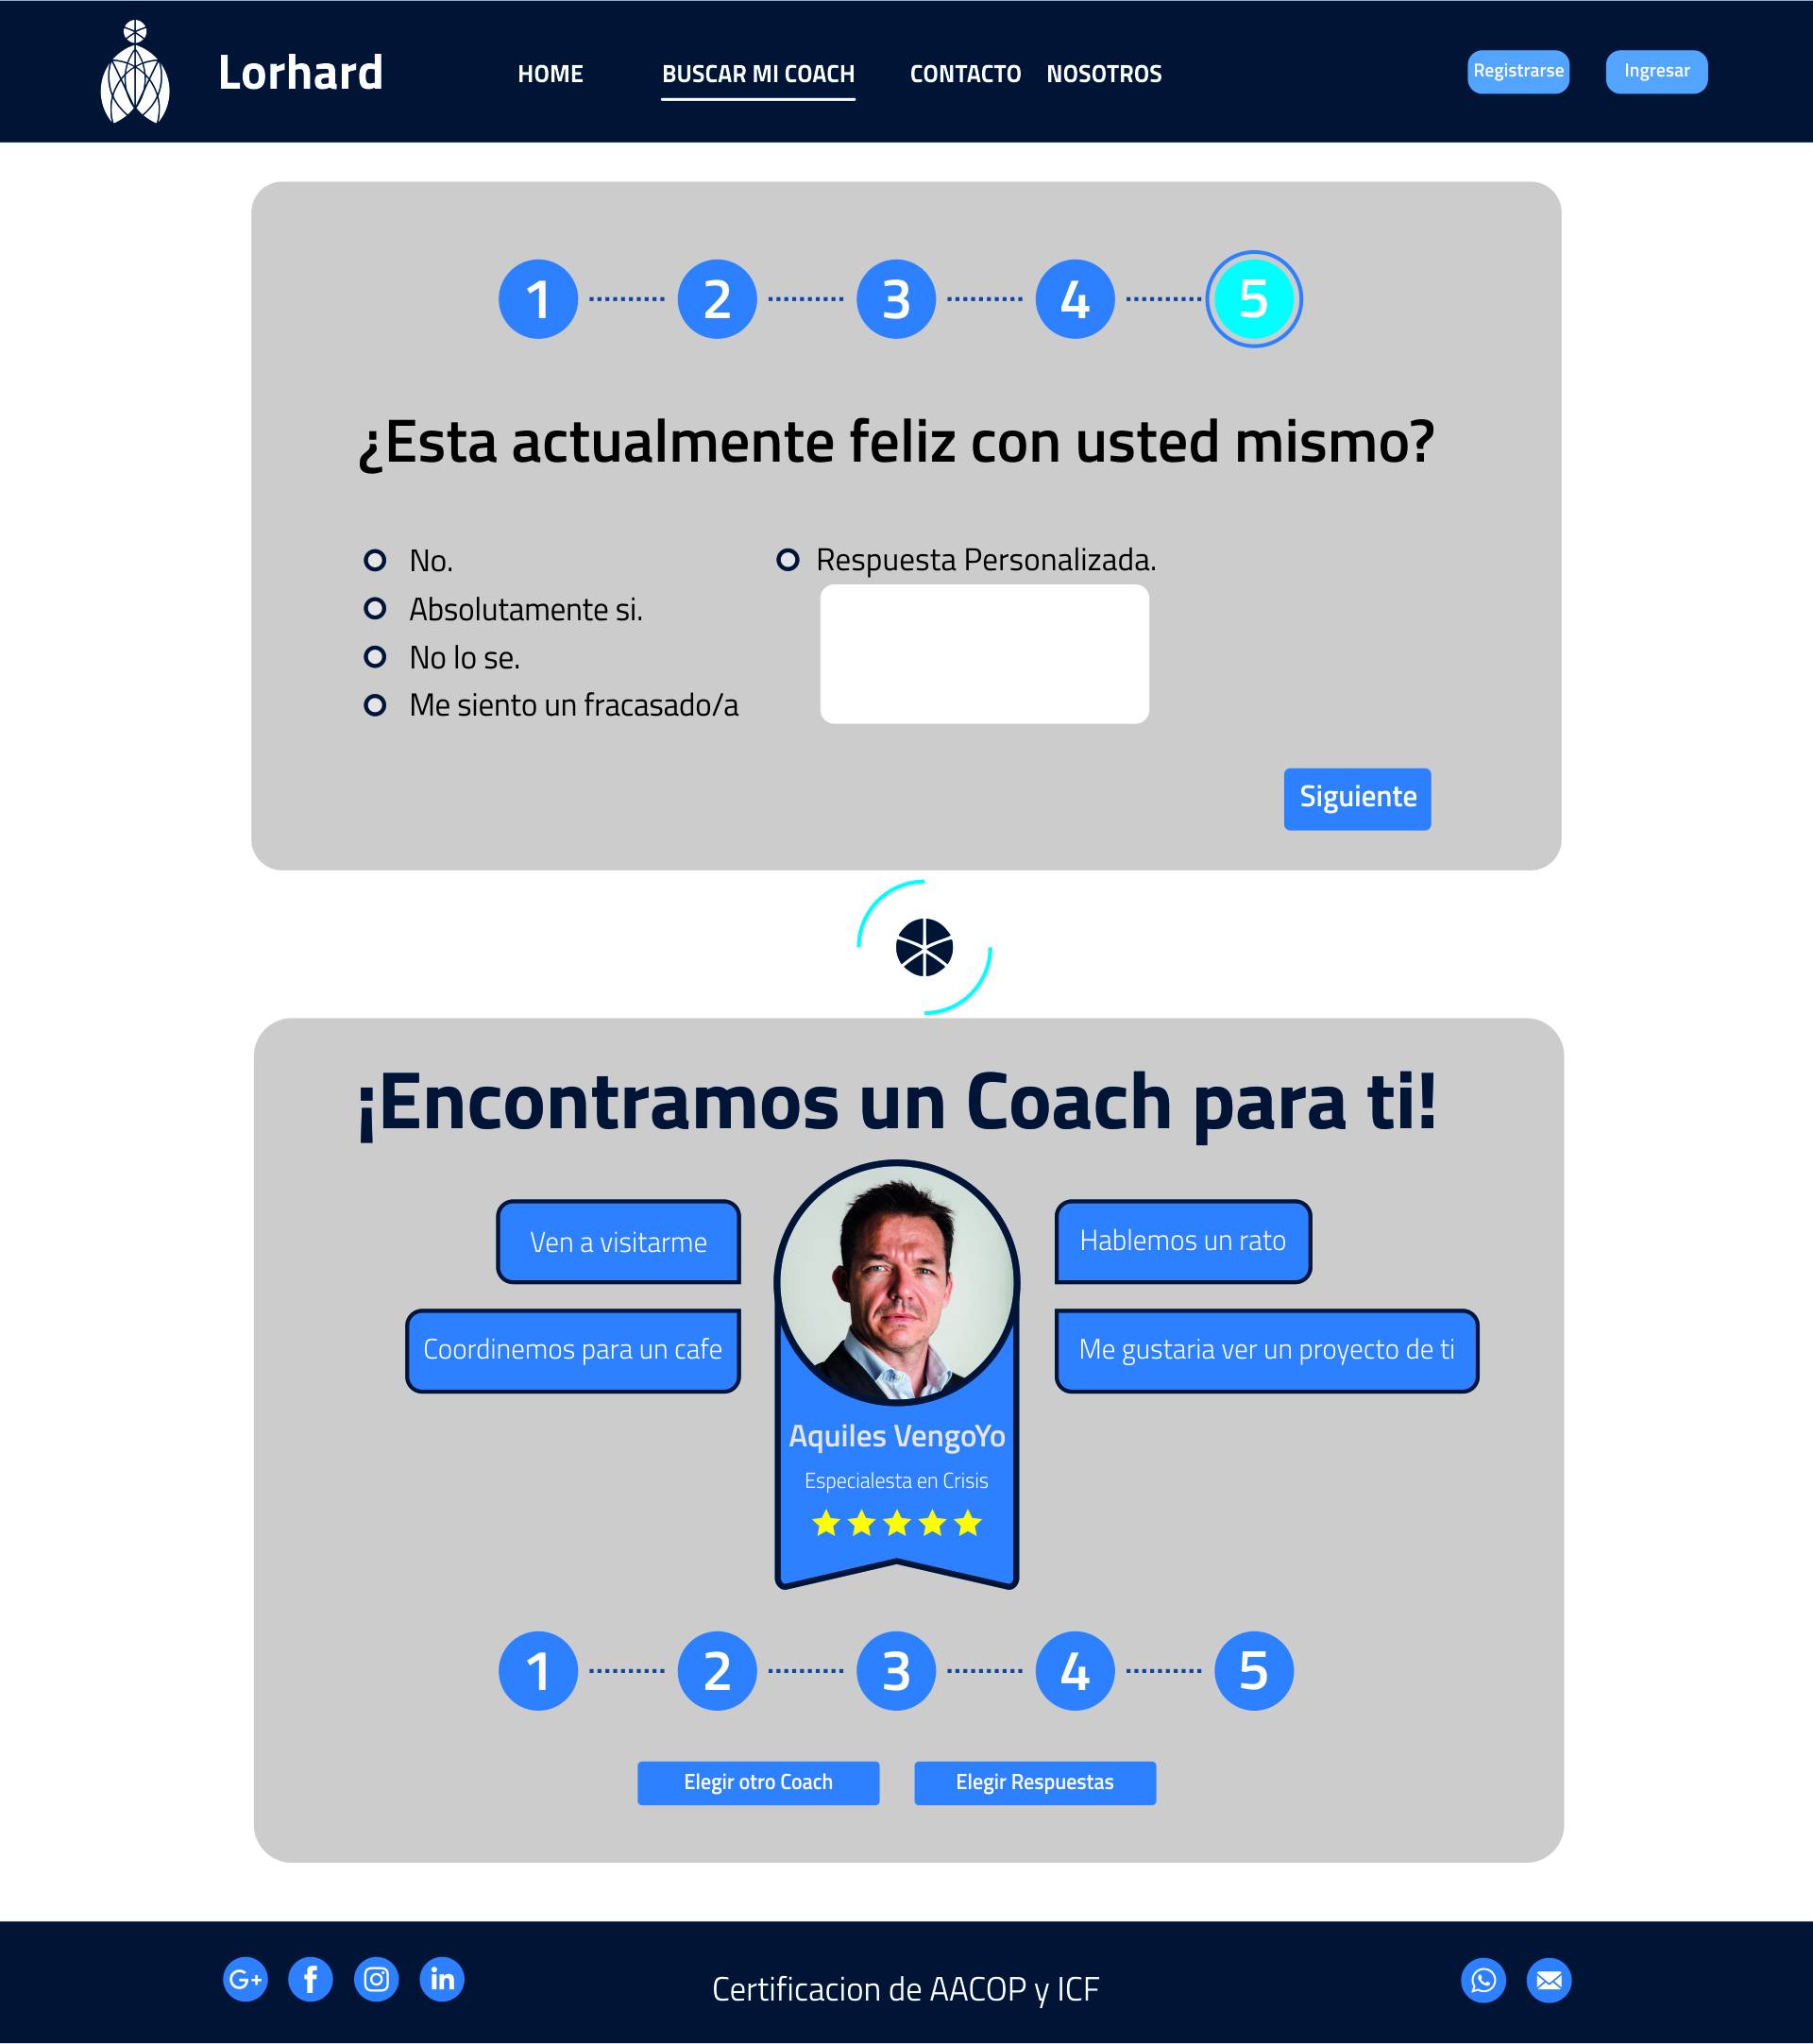 Lorhard
HOME BUSCAR MI COACH CONTACTO NOSOTROS
Registrarse Ingresar
1 2 3 4 5
¿Esta actualmente feliz con usted mismo?
No.
Absolutamente si.
No lo se.
Me siento un fracasado/a
Respuesta Personalizada.
Siguiente
¡Encontramos un Coach para ti!
Ven a visitarme
Coordinemos para un cafe
Hablemos un rato
Me gustaria ver un proyecto de ti
Aquiles VengoYo
Especialesta en Crisis
1 2 3 4 5
Elegir otro Coach Elegir Respuestas
G+ f in
Certificacion de AACOP y ICF